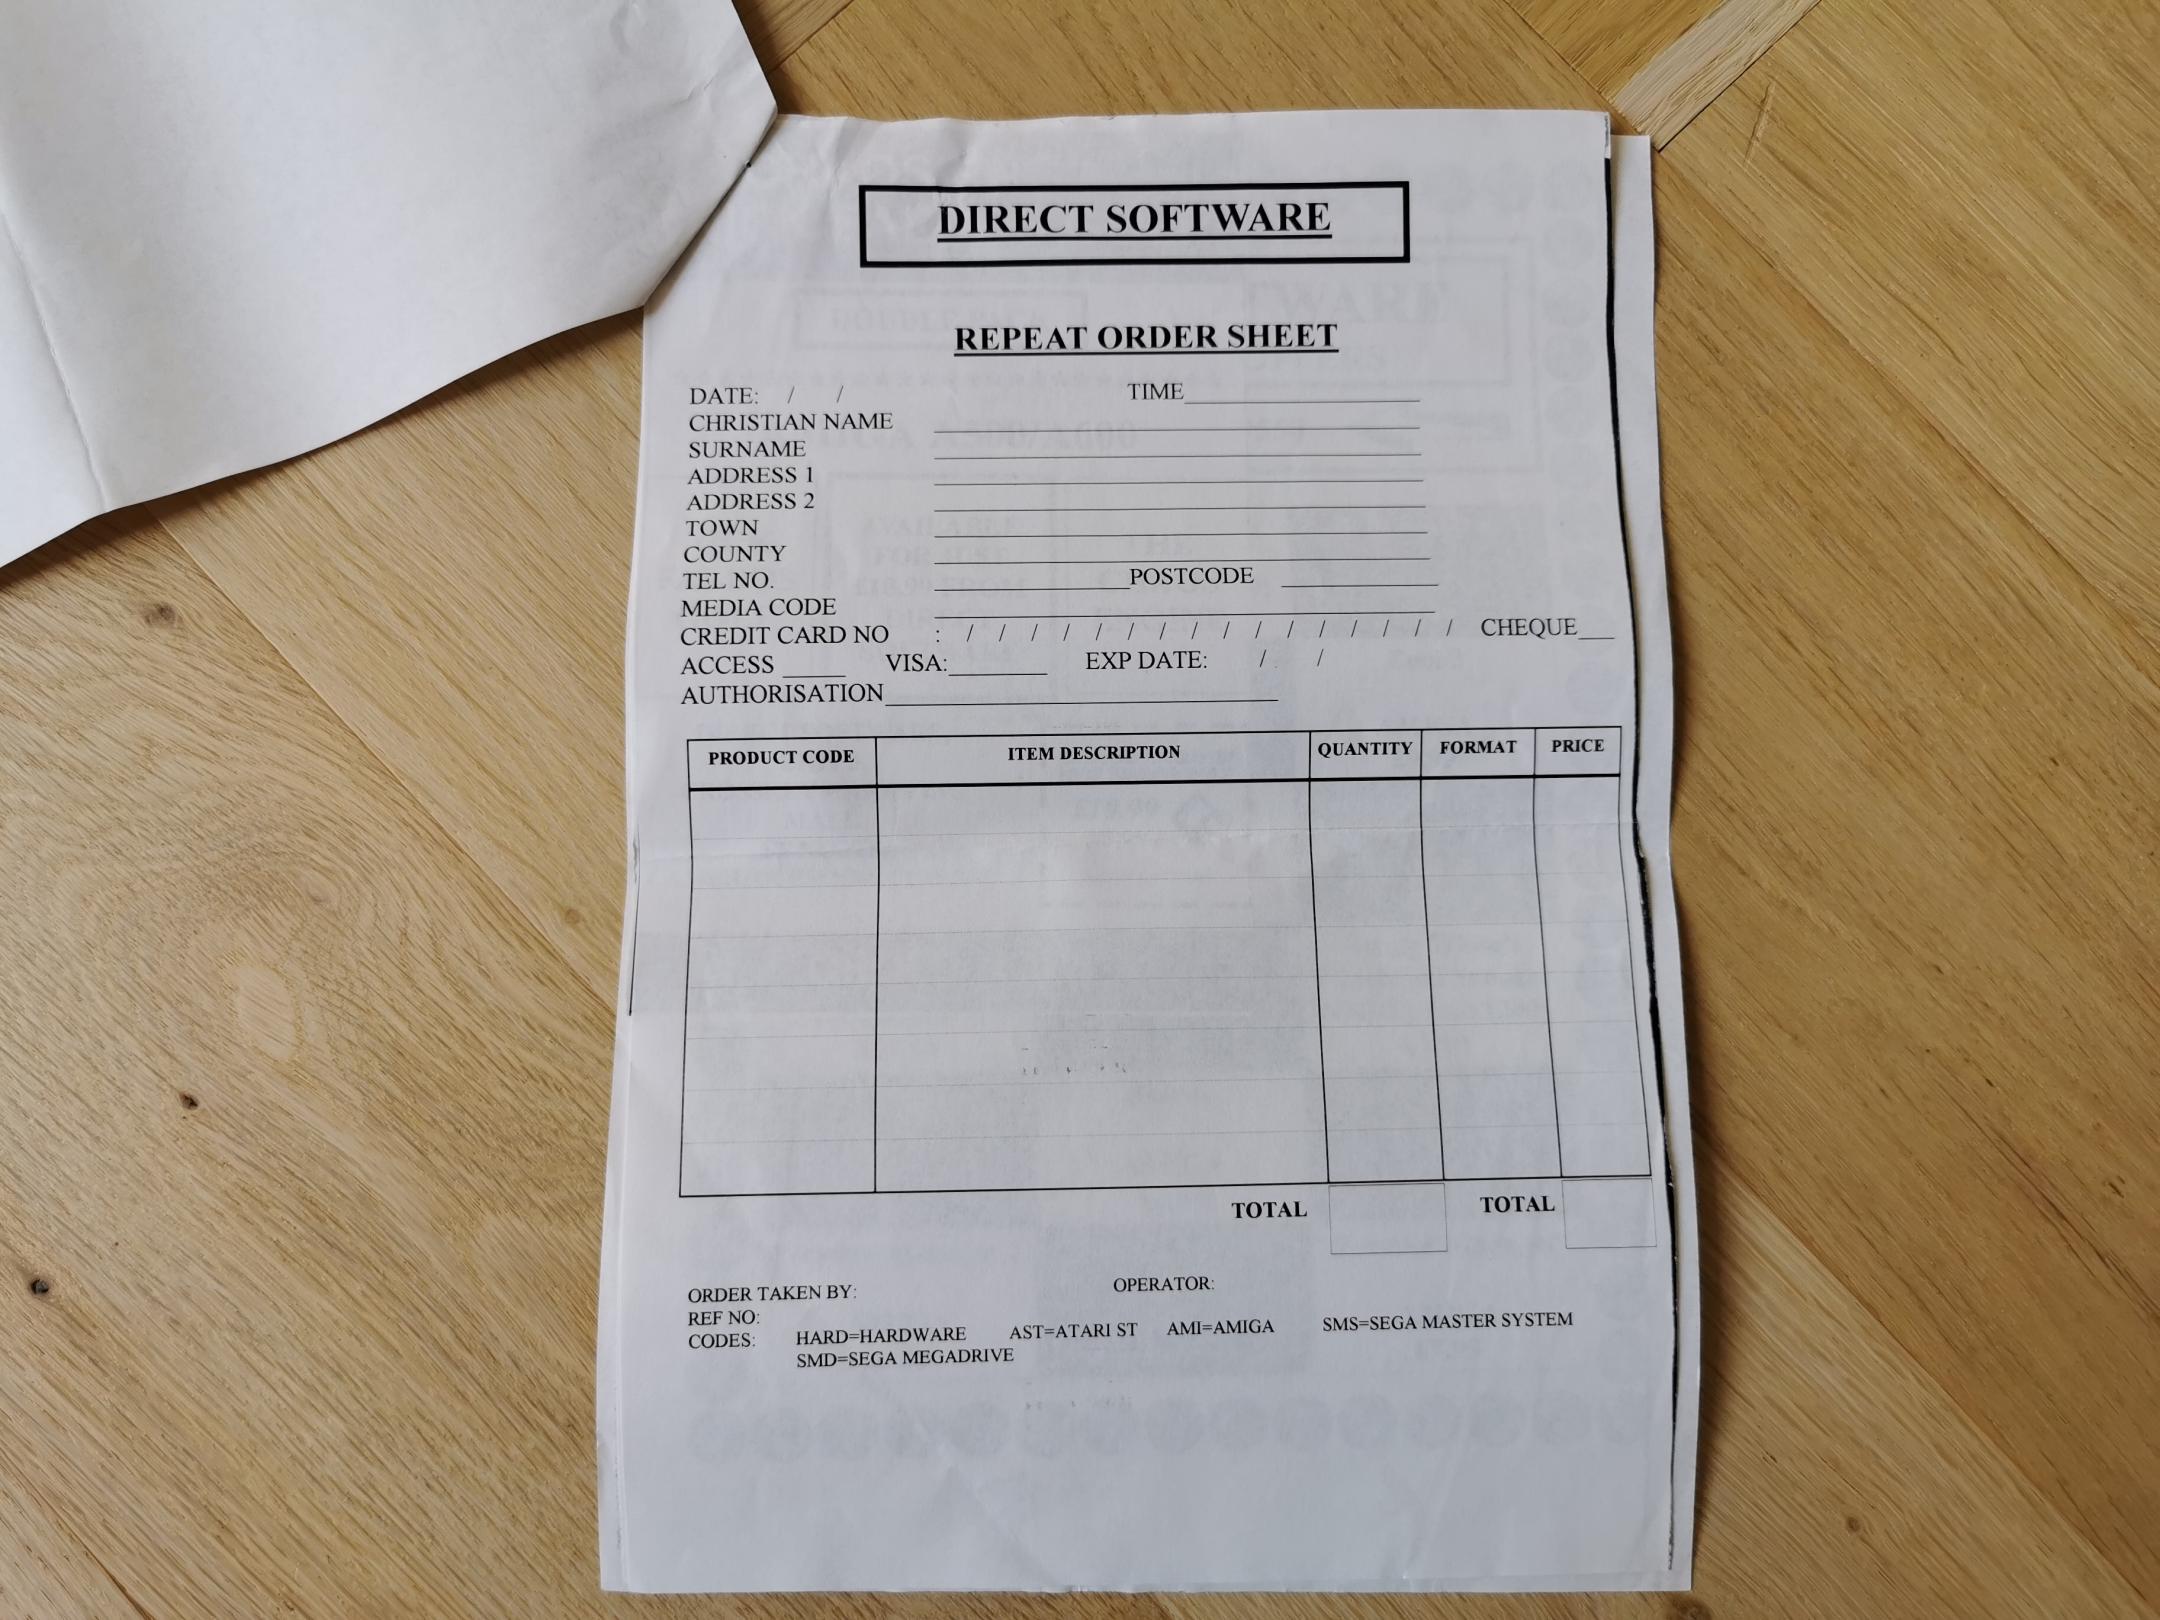 DIRECT SOFTWARE
REPEAT ORDER SHEET
DATE: / / TIME
CHRISTIAN NAME
SURNAME
ADDRESS 1
ADDRESS 2
TOWN
COUNTY
TEL NO. POSTCODE
MEDIA CODE
CREDIT CARD NO : / / / / / / / / / / / / / / / / CHEQUE
ACCESS VISA: EXP DATE: / /
AUTHORISATION
PRODUCT CODE ITEM DESCRIPTION QUANTITY FORMAT PRICE
TOTAL TOTAL
ORDER TAKEN BY: OPERATOR:
REF NO:
CODES: HARD=HARDWARE AST=ATARI ST AMI=AMIGA SMS=SEGA MASTER SYSTEM
SMD=SEGA MEGADRIVE